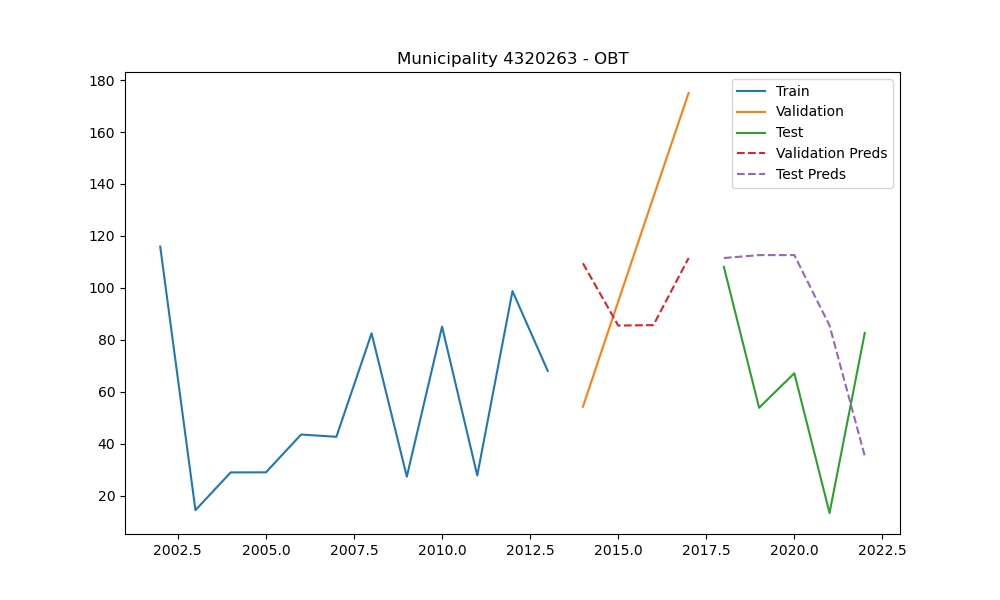 Municipality 4320263 - OBT
180
160
140
120
100
80
60
40
20
Train
Validation
Test
Validation Preds
Test Preds
2002.5 2005.0 2007.5 2010.0 2012.5 2015.0 2017.5 2020.0 2022.5